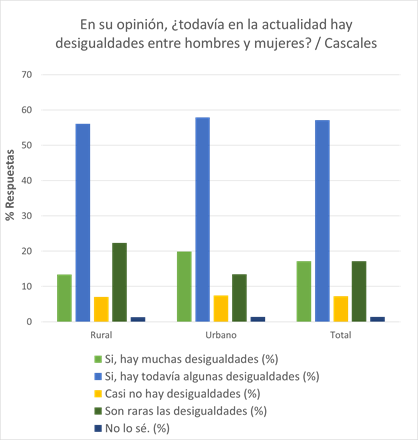 En su opinión, ¿todavía en la actualidad hay
desigualdades entre hombres y mujeres? / Cascales
% Respuestas
70
60
50
40
30
20
10
0
Rural
Urbano
Total
Si, hay muchas desigualdades (%)
Si, hay todavía algunas desigualdades (%)
Casi no hay desigualdades (%)
Son raras las desigualdades (%)
No lo sé. (%)